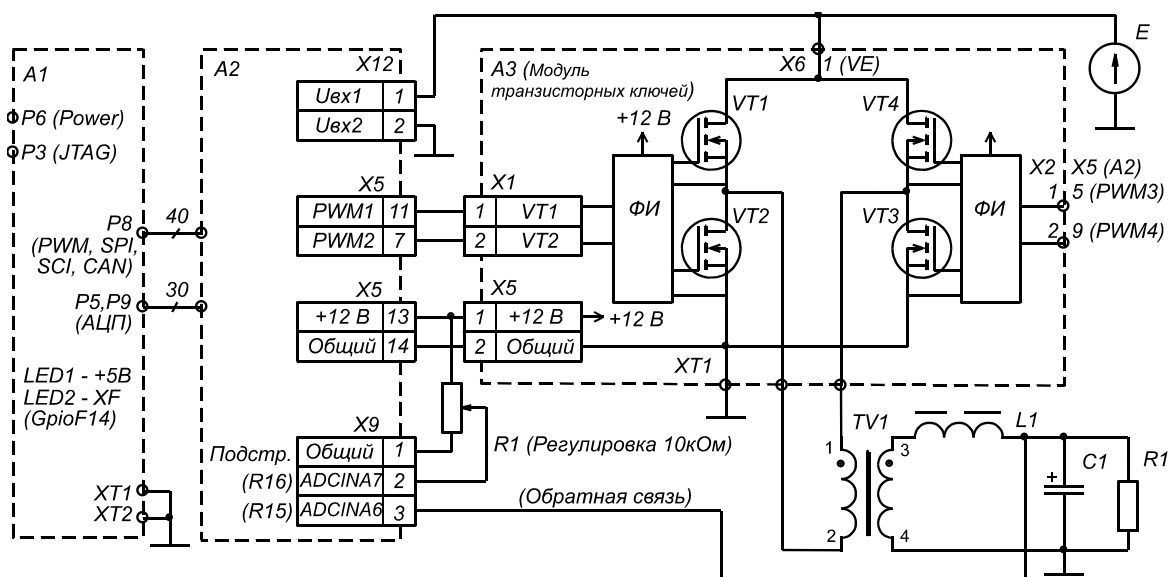 A1
P6 (Power)
P3 (JTAG)
P8
(PWM, SPI,
SCI, CAN)
40
P5,P9
(АЦП)
30
LED1 - +5В
LED2 - XF
(GpioF14)
XT1
XT2
A2
X12
Uвх1 1
Uвх2 2
X5
PWM1 11
PWM2 7
X5
+12 В 13
Общий 14
X9
Подстр. Общий 1
(R16) ADCINA7 2
(R15) ADCINA6 3
A3 (Модуль
транзисторных ключей)
X1
1 VT1
2 VT2
X5
1 +12 В
2 Общий
+12 В
+12 В
ФИ
VT1
VT2
X6 1 (VE)
VT4
VT3
ФИ
X2 X5 (A2)
1 5 (PWM3)
2 9 (PWM4)
E
XT1
R1 (Регулировка 10кОм)
(Обратная связь)
TV1
1
2
3
4
L1
+
C1
R1